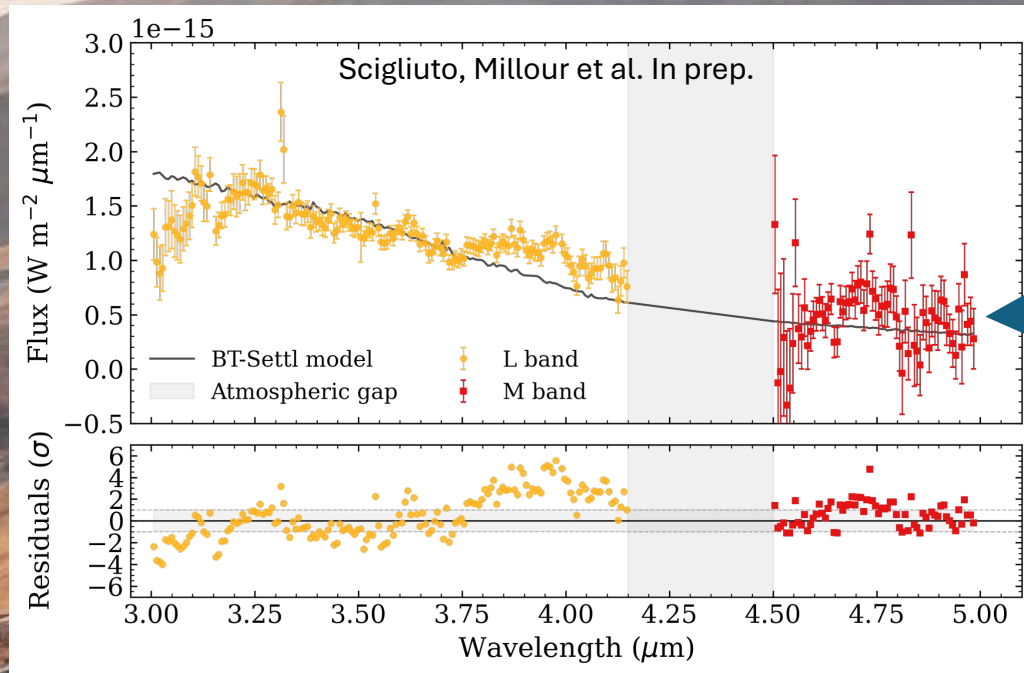 1e−15
Scigliuto, Millour et al. In prep.
3.0
2.5
2.0
1.5
1.0
0.5
0.0
−0.5
Flux (W m⁻² μm⁻¹)
BT-Settl model
Atmospheric gap
L band
M band
6
4
2
0
−2
−4
−6
Residuals (σ)
3.00 3.25 3.50 3.75 4.00 4.25 4.50 4.75 5.00
Wavelength (μm)